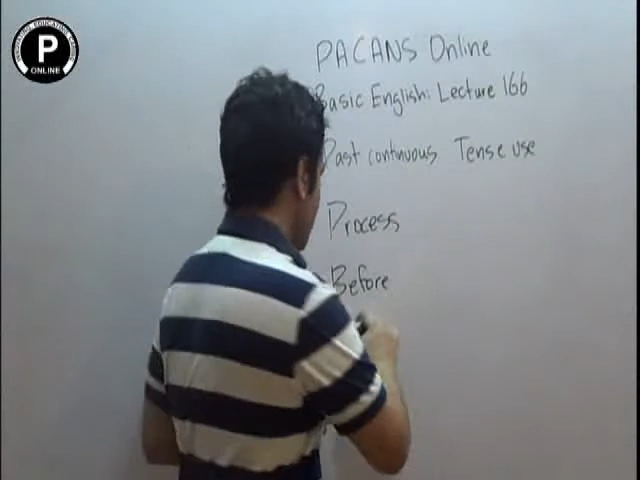 P
ONLINE
PACANS Online
Basic English: Lecture 166
Past continuous Tense use
Process
Before